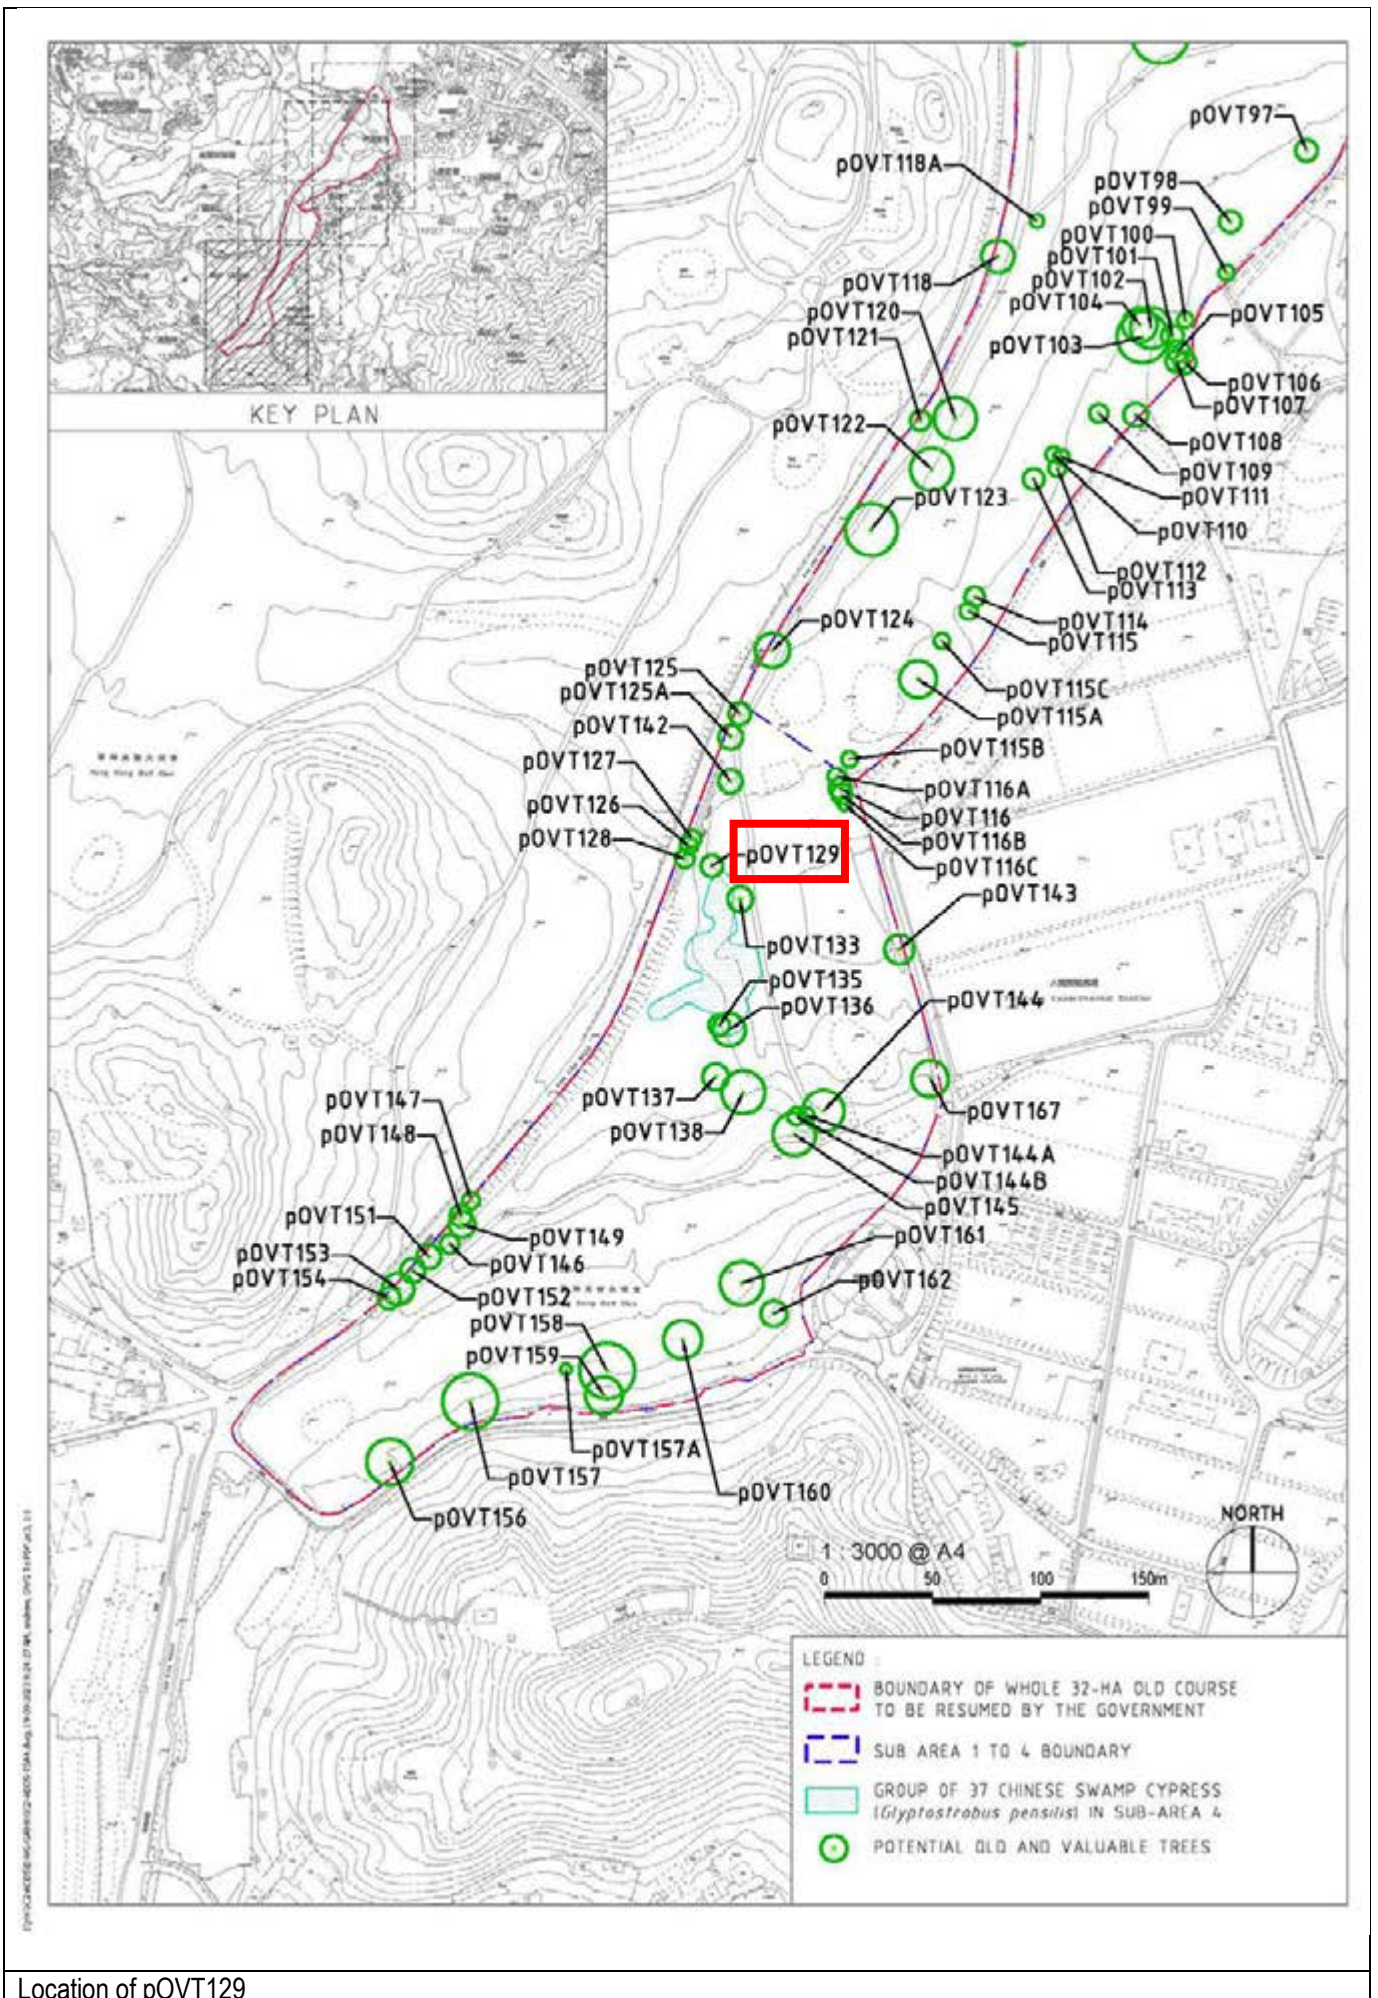 KEY PLAN
pOVT97
pOVT118A
pOVT98
pOVT99
pOVT100
pOVT101
pOVT102
pOVT104
pOVT118
pOVT120
pOVT105
pOVT121
pOVT103
pOVT106
pOVT107
pOVT122
pOVT108
pOVT109
pOVT123
pOVT111
pOVT110
pOVT112
pOVT113
pOVT124
pOVT114
pOVT115
pOVT125
pOVT125A
pOVT115C
pOVT142
pOVT115A
pOVT127
pOVT115B
pOVT126
pOVT116A
pOVT128
pOVT116
pOVT129
pOVT116B
pOVT116C
pOVT143
pOVT133
pOVT135
pOVT136
pOVT144
pOVT137
pOVT147
pOVT167
pOVT138
pOVT148
pOVT144A
pOVT144B
pOVT145
pOVT151
pOVT149
pOVT161
pOVT153
pOVT146
pOVT154
pOVT162
pOVT152
pOVT158
pOVT159
pOVT157A
pOVT157
pOVT160
pOVT156
NORTH
1 : 3000 @ A4
0 50 100 150m
LEGEND :
BOUNDARY OF WHOLE 32-HA OLD COURSE
TO BE RESUMED BY THE GOVERNMENT
SUB AREA 1 TO 4 BOUNDARY
GROUP OF 37 CHINESE SWAMP CYPRESS
(Glyptostrobus pensilis) IN SUB-AREA 4
POTENTIAL OLD AND VALUABLE TREES
Location of pOVT129